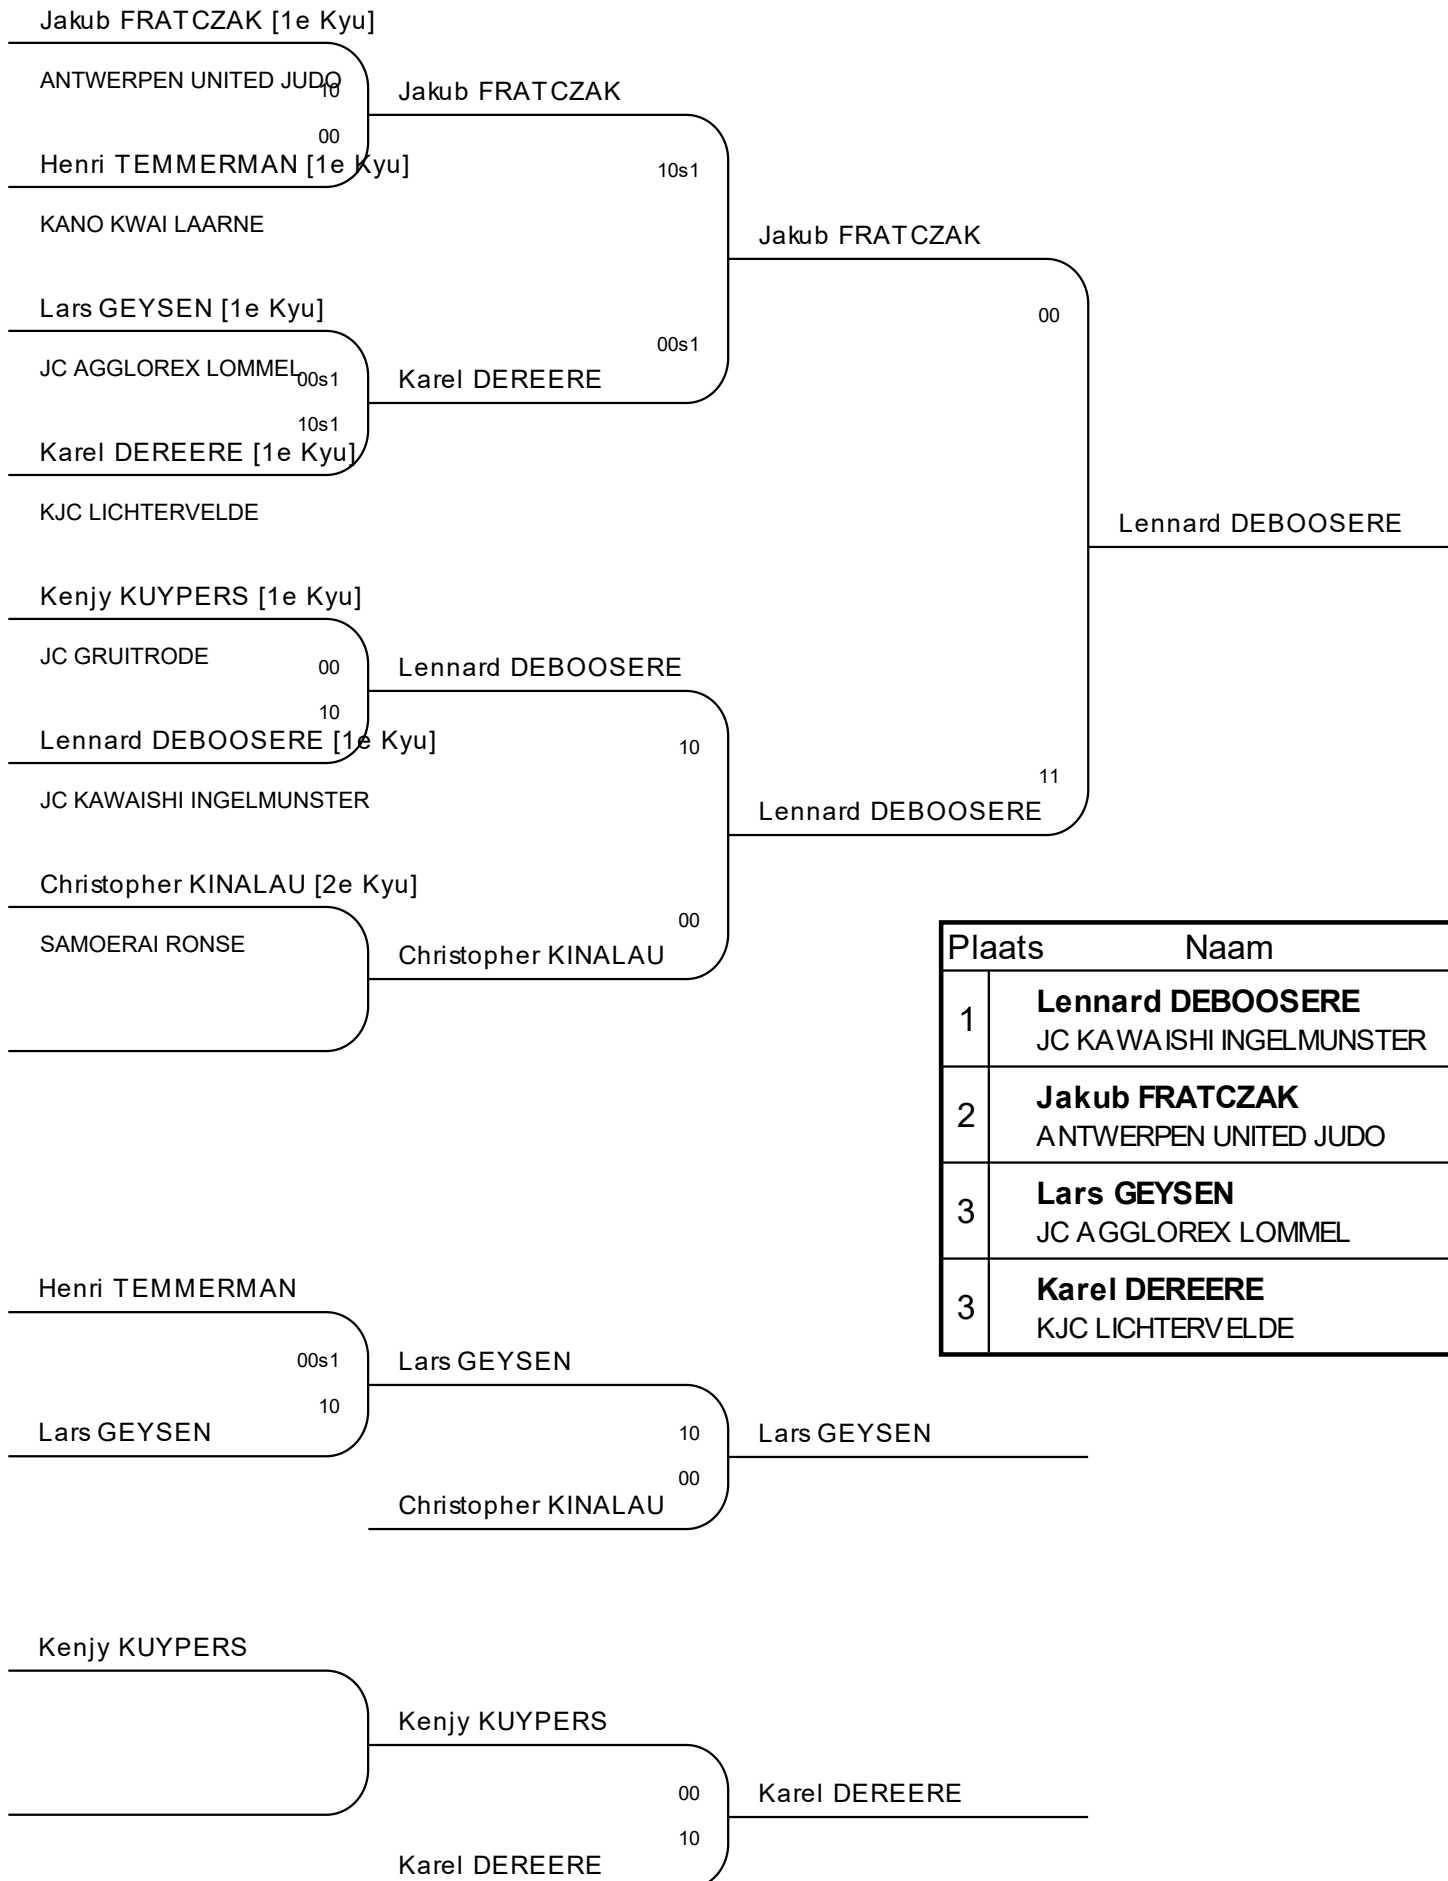 Jakub FRATCZAK [1e Kyu]
ANTWERPEN UNITED JUDO
10
Jakub FRATCZAK
00
Henri TEMMERMAN [1e Kyu]
10s1
KANO KWAI LAARNE
Jakub FRATCZAK
Lars GEYSEN [1e Kyu]
00
00s1
JC AGGLOREX LOMMEL
00s1
Karel DEREERE
10s1
Karel DEREERE [1e Kyu]
KJC LICHTERVELDE
Lennard DEBOOSERE
Kenjy KUYPERS [1e Kyu]
JC GRUITRODE
00
Lennard DEBOOSERE
10
Lennard DEBOOSERE [1e Kyu]
10
11
JC KAWAISHI INGELMUNSTER
Lennard DEBOOSERE
Christopher KINALAU [2e Kyu]
00
SAMOERAI RONSE
Christopher KINALAU
Plaats Naam
1 Lennard DEBOOSERE
JC KAWAISHI INGELMUNSTER
2 Jakub FRATCZAK
ANTWERPEN UNITED JUDO
3 Lars GEYSEN
JC AGGLOREX LOMMEL
3 Karel DEREERE
KJC LICHTERVELDE
Henri TEMMERMAN
00s1
Lars GEYSEN
10
Lars GEYSEN
10
Lars GEYSEN
00
Christopher KINALAU
Kenjy KUYPERS
Kenjy KUYPERS
00
Karel DEREERE
10
Karel DEREERE